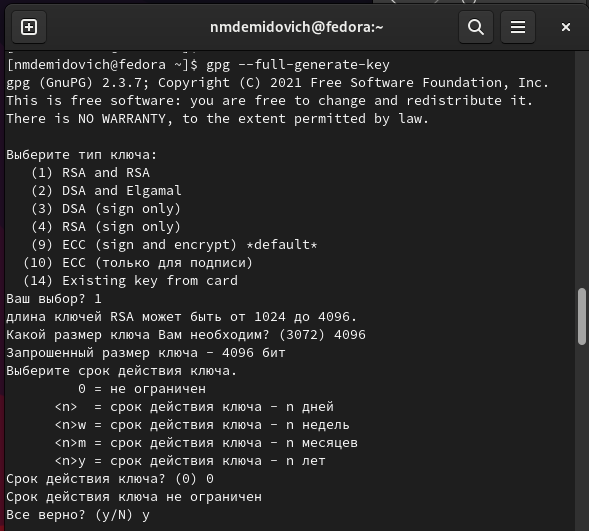 nmdemidovich@fedora:~
[nmdemidovich@fedora ~]$ gpg --full-generate-key
gpg (GnuPG) 2.3.7; Copyright (C) 2021 Free Software Foundation, Inc.
This is free software: you are free to change and redistribute it.
There is NO WARRANTY, to the extent permitted by law.
Выберите тип ключа:
(1) RSA and RSA
(2) DSA and Elgamal
(3) DSA (sign only)
(4) RSA (sign only)
(9) ECC (sign and encrypt) *default*
(10) ECC (только для подписи)
(14) Existing key from card
Ваш выбор? 1
длина ключей RSA может быть от 1024 до 4096.
Какой размер ключа Вам необходим? (3072) 4096
Запрошенный размер ключа - 4096 бит
Выберите срок действия ключа.
0 = не ограничен
<n>  = срок действия ключа - n дней
<n>w = срок действия ключа - n недель
<n>m = срок действия ключа - n месяцев
<n>y = срок действия ключа - n лет
Срок действия ключа? (0) 0
Срок действия ключа не ограничен
Все верно? (y/N) y